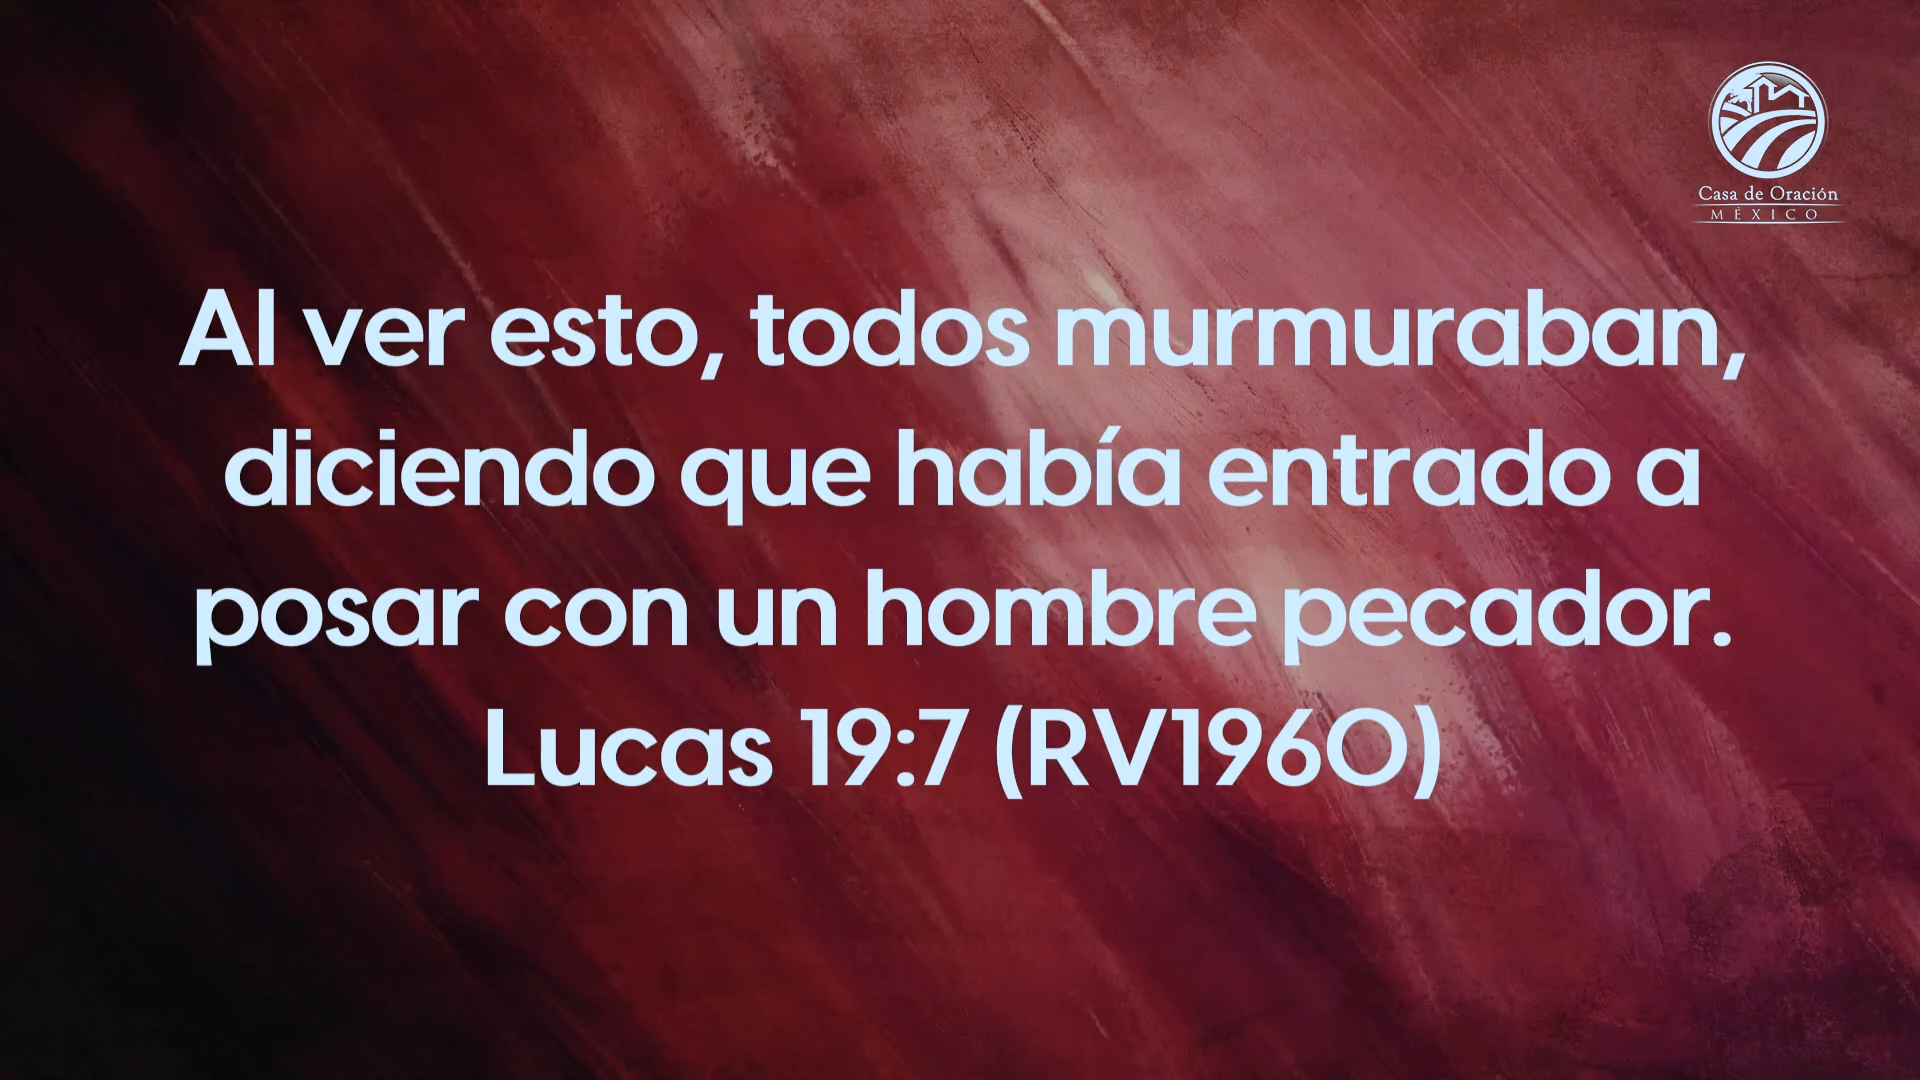 Casa de Oración
MÉXICO
Al ver esto, todos murmuraban,
diciendo que había entrado a
posar con un hombre pecador.
Lucas 19:7 (RV1960)